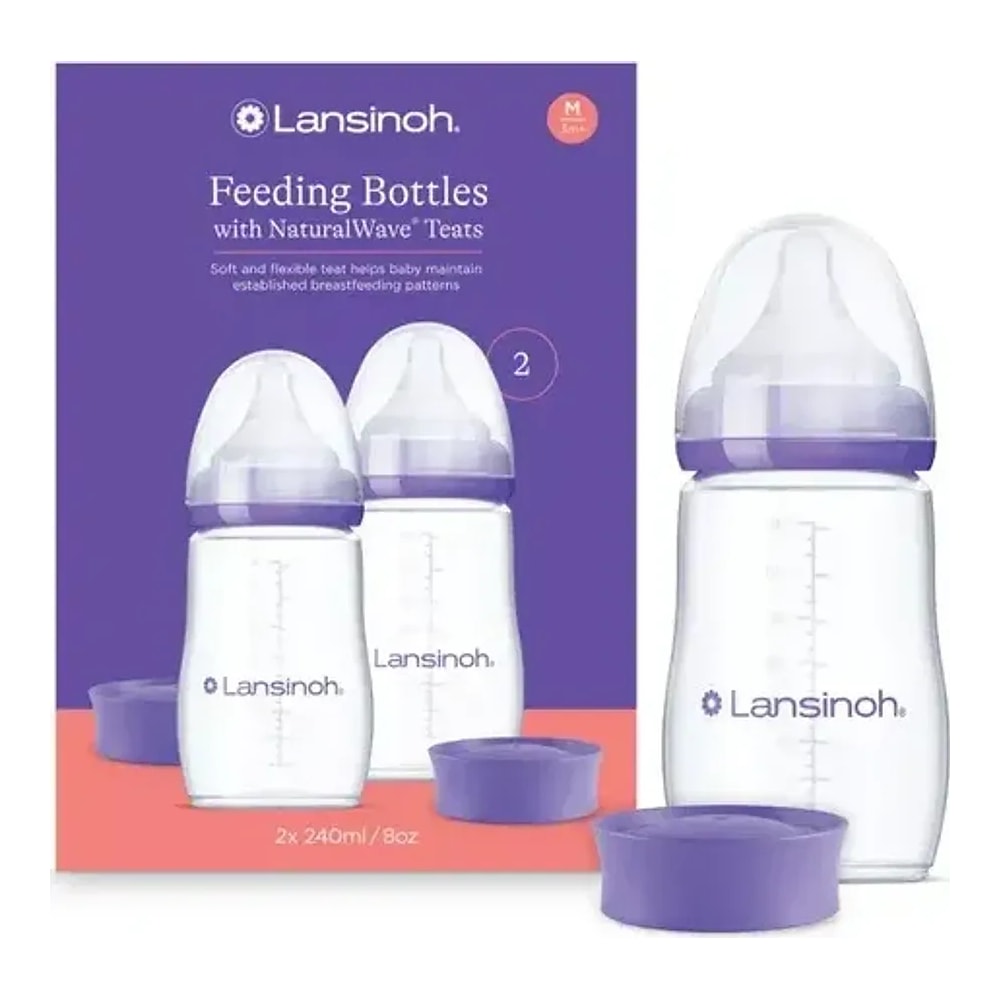 Lansinoh®
M
3m+
Feeding Bottles
with NaturalWave® Teats
Soft and flexible teat helps baby maintain
established breastfeeding patterns
2
Lansinoh®
Lansinoh®
Lansinoh®
2x 240ml/8oz